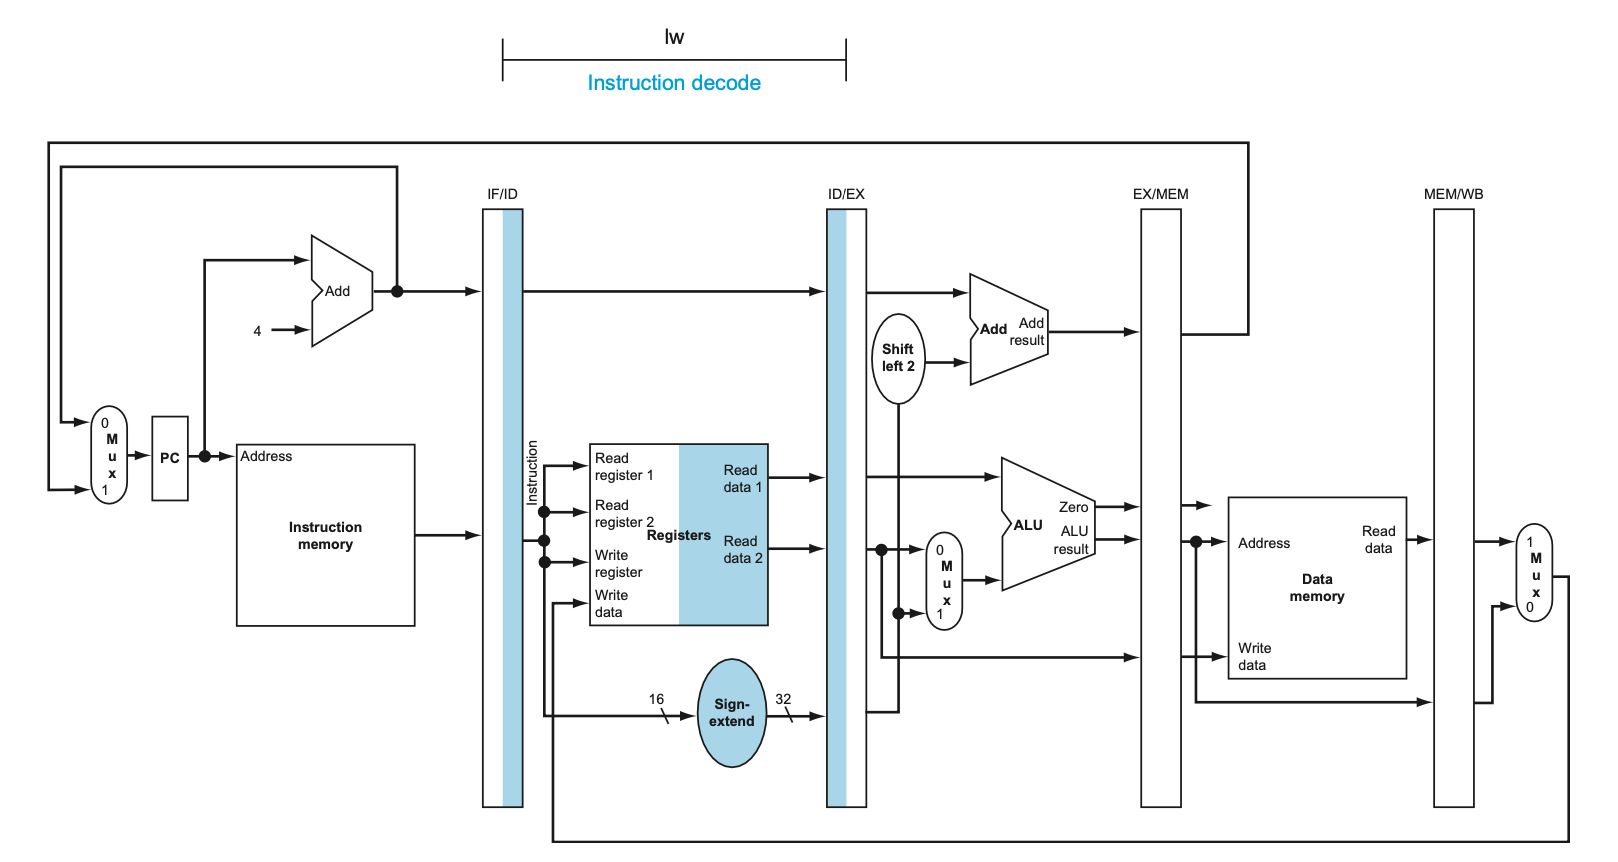 lw
Instruction decode
IF/ID
ID/EX
EX/MEM
MEM/WB
Add
4
0
M
u
x
1
PC
Address
Instruction
memory
Instruction
Read
register 1
Read
register 2
Write
register
Write
data
Registers
Read
data 1
Read
data 2
16
Sign-
extend
32
Shift
left 2
Add
Add
result
0
M
u
x
1
ALU
Zero
ALU
result
Address
Read
data
Data
memory
Write
data
1
M
u
x
0